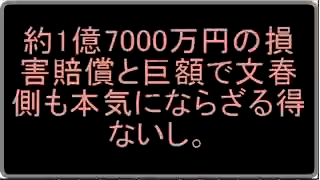 約1億7000万円の損
害賠償と巨額で文春
側も本気にならざる得
ないし。